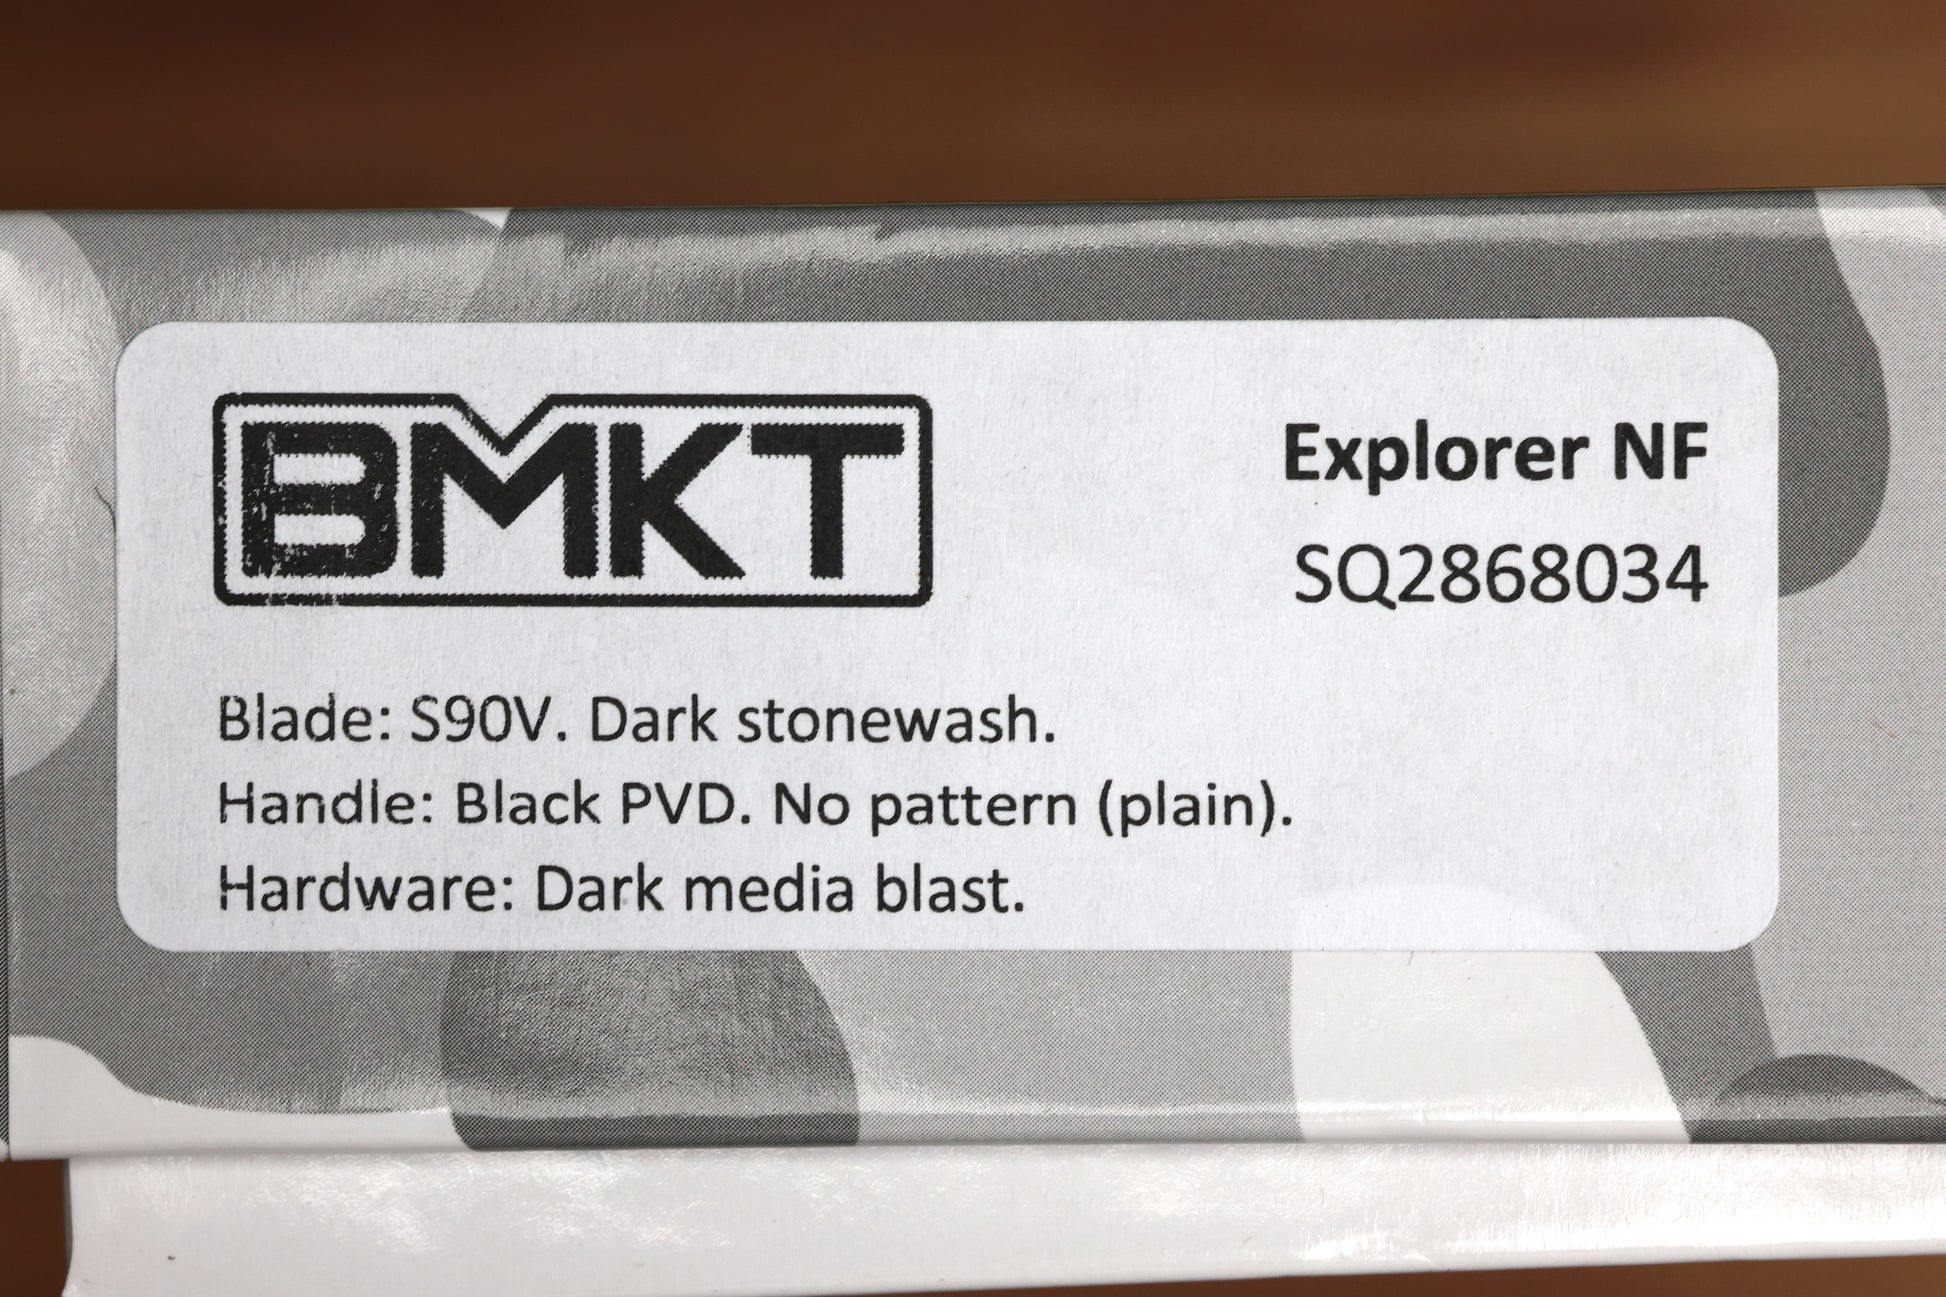 BMKT
Explorer NF
SQ2868034
Blade: S90V. Dark stonewash.
Handle: Black PVD. No pattern (plain).
Hardware: Dark media blast.